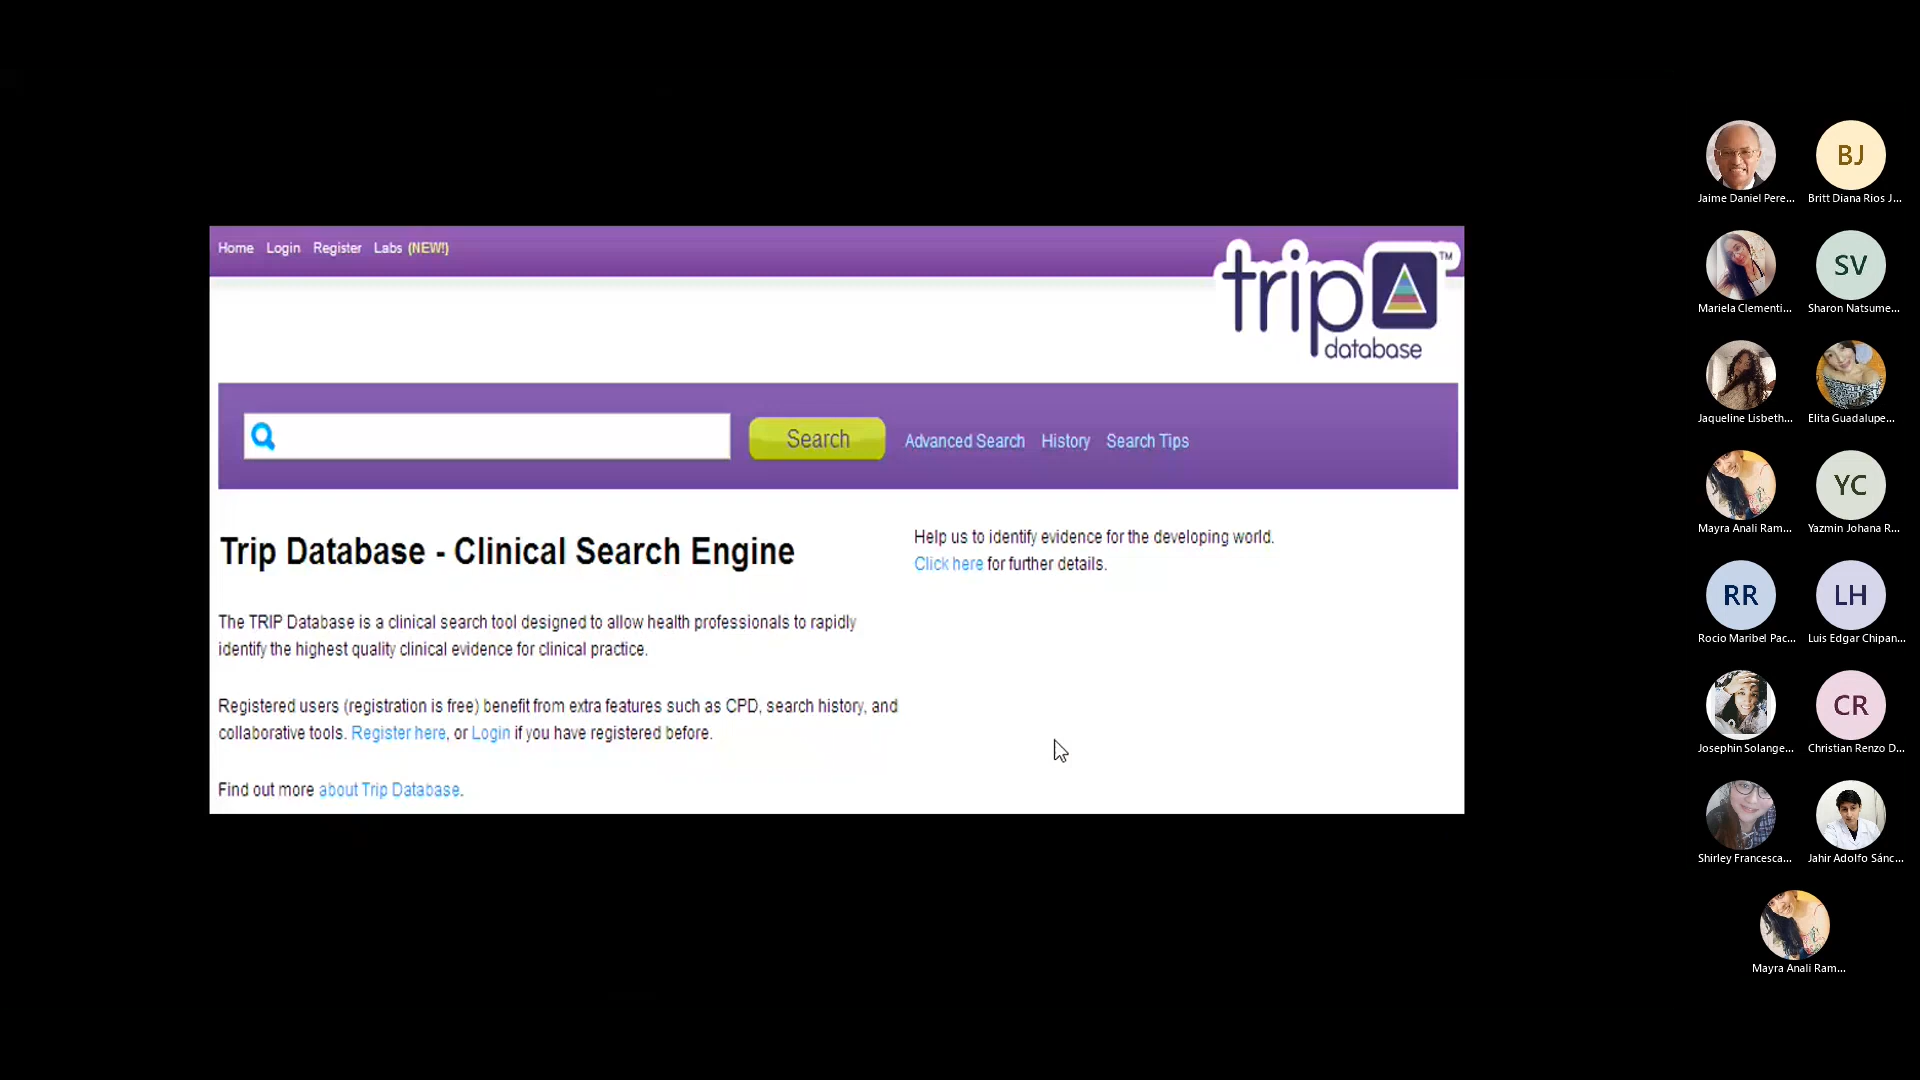 Home Login Register Labs (NEW!)
trip TM
database
Search Advanced Search History Search Tips
Trip Database - Clinical Search Engine
The TRIP Database is a clinical search tool designed to allow health professionals to rapidly
identify the highest quality clinical evidence for clinical practice.
Registered users (registration is free) benefit from extra features such as CPD, search history, and
collaborative tools. Register here, or Login if you have registered before.
Find out more about Trip Database.
Help us to identify evidence for the developing world.
Click here for further details.
Jaime Daniel Pere...
BJ
Britt Diana Rios J...
Mariela Clementi...
SV
Sharon Natsume...
Jaqueline Lisbeth...
Elita Guadalupe...
Mayra Anali Ram...
YC
Yazmin Johana R...
RR
Rocio Maribel Pac...
LH
Luis Edgar Chipan...
Josephin Solange...
CR
Christian Renzo D...
Shirley Francesca...
Jahir Adolfo Sánc...
Mayra Anali Ram...